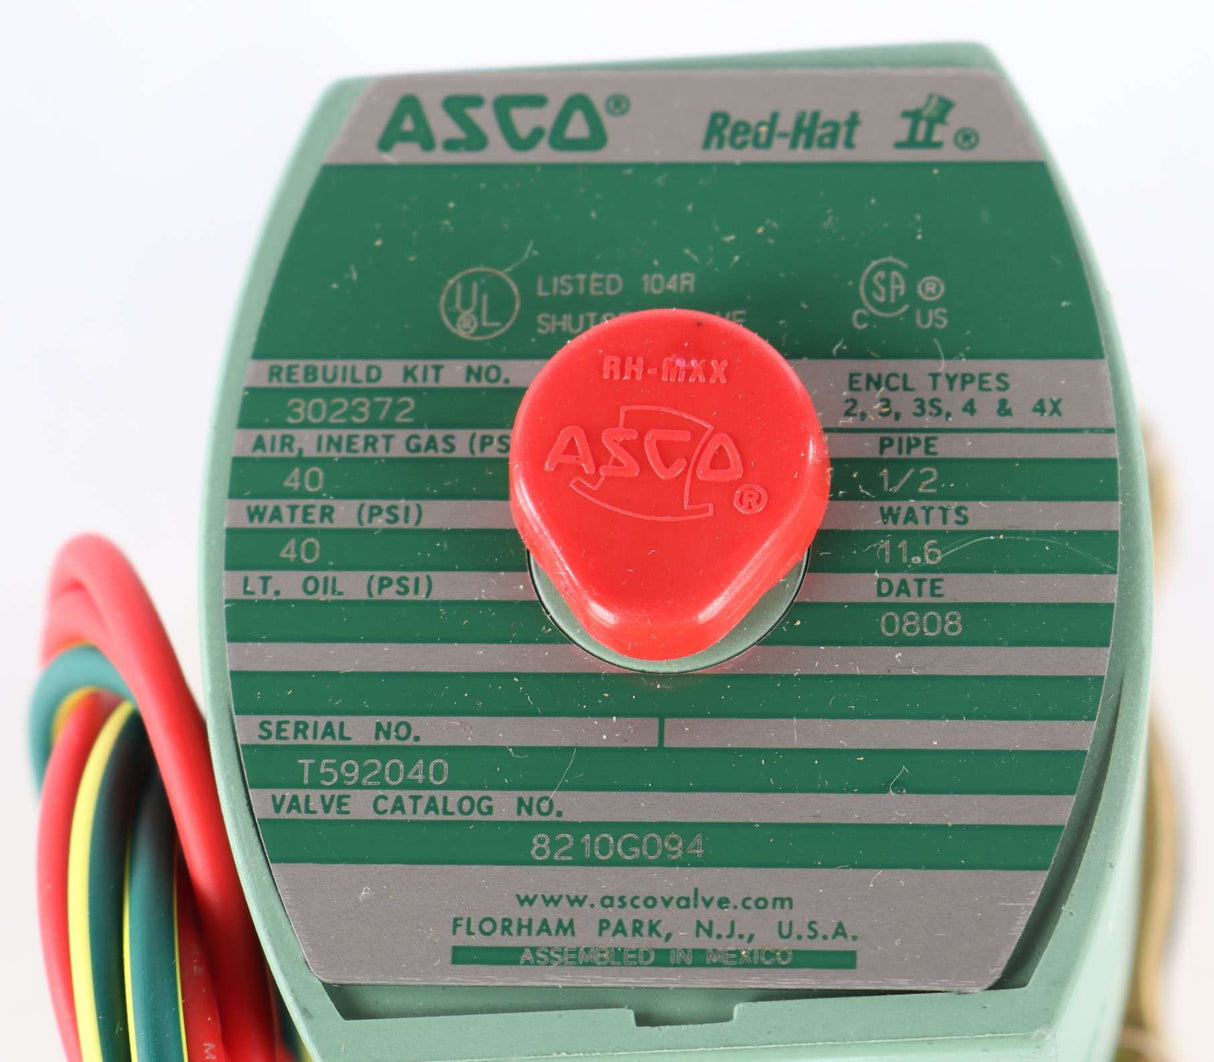 ASCO® Red-Hat II®
UL® LISTED 104R
CSA® C US
RH-MXX
ASCO®
REBUILD KIT NO.
302372
ENCL TYPES
2, 3, 3S, 4 & 4X
AIR, INERT GAS
40
PIPE
1/2
WATER (PSI)
40
WATTS
11.6
LT. OIL (PSI)
DATE
0808
SERIAL NO.
T592040
VALVE CATALOG NO.
8210G094
www.ascovalve.com
FLORHAM PARK, N.J., U.S.A.
ASSEMBLED IN MEXICO